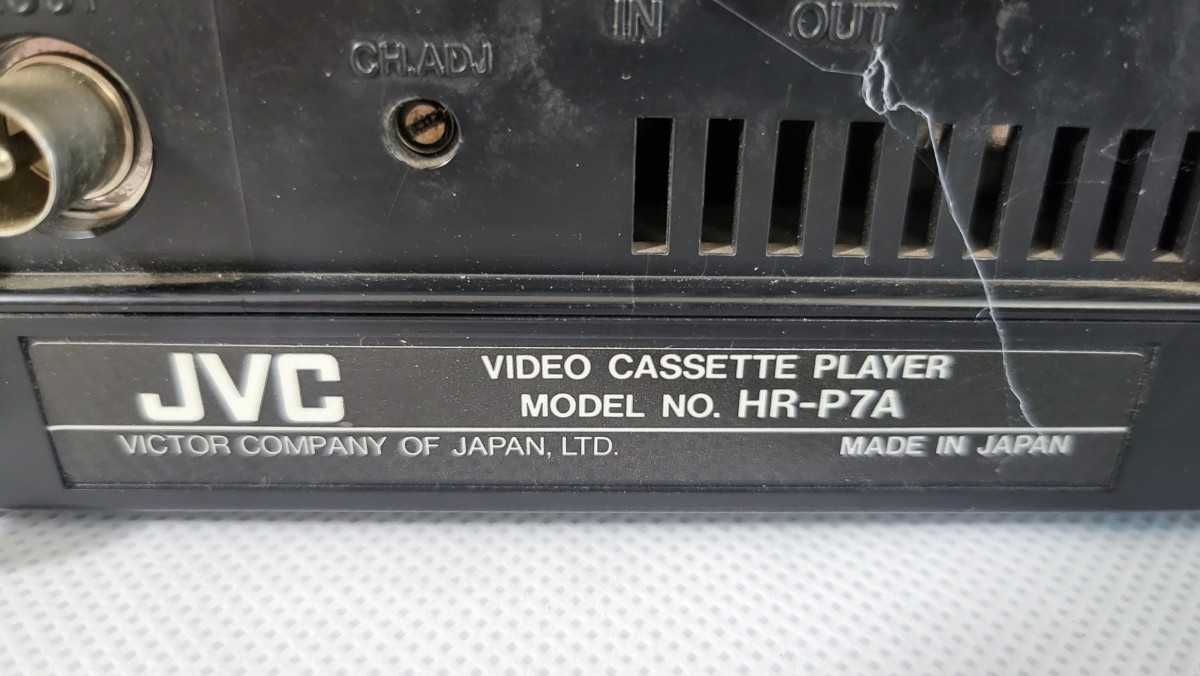 IN OUT
CH.ADJ
JVC
VIDEO CASSETTE PLAYER
MODEL NO. HR-P7A
VICTOR COMPANY OF JAPAN, LTD.
MADE IN JAPAN